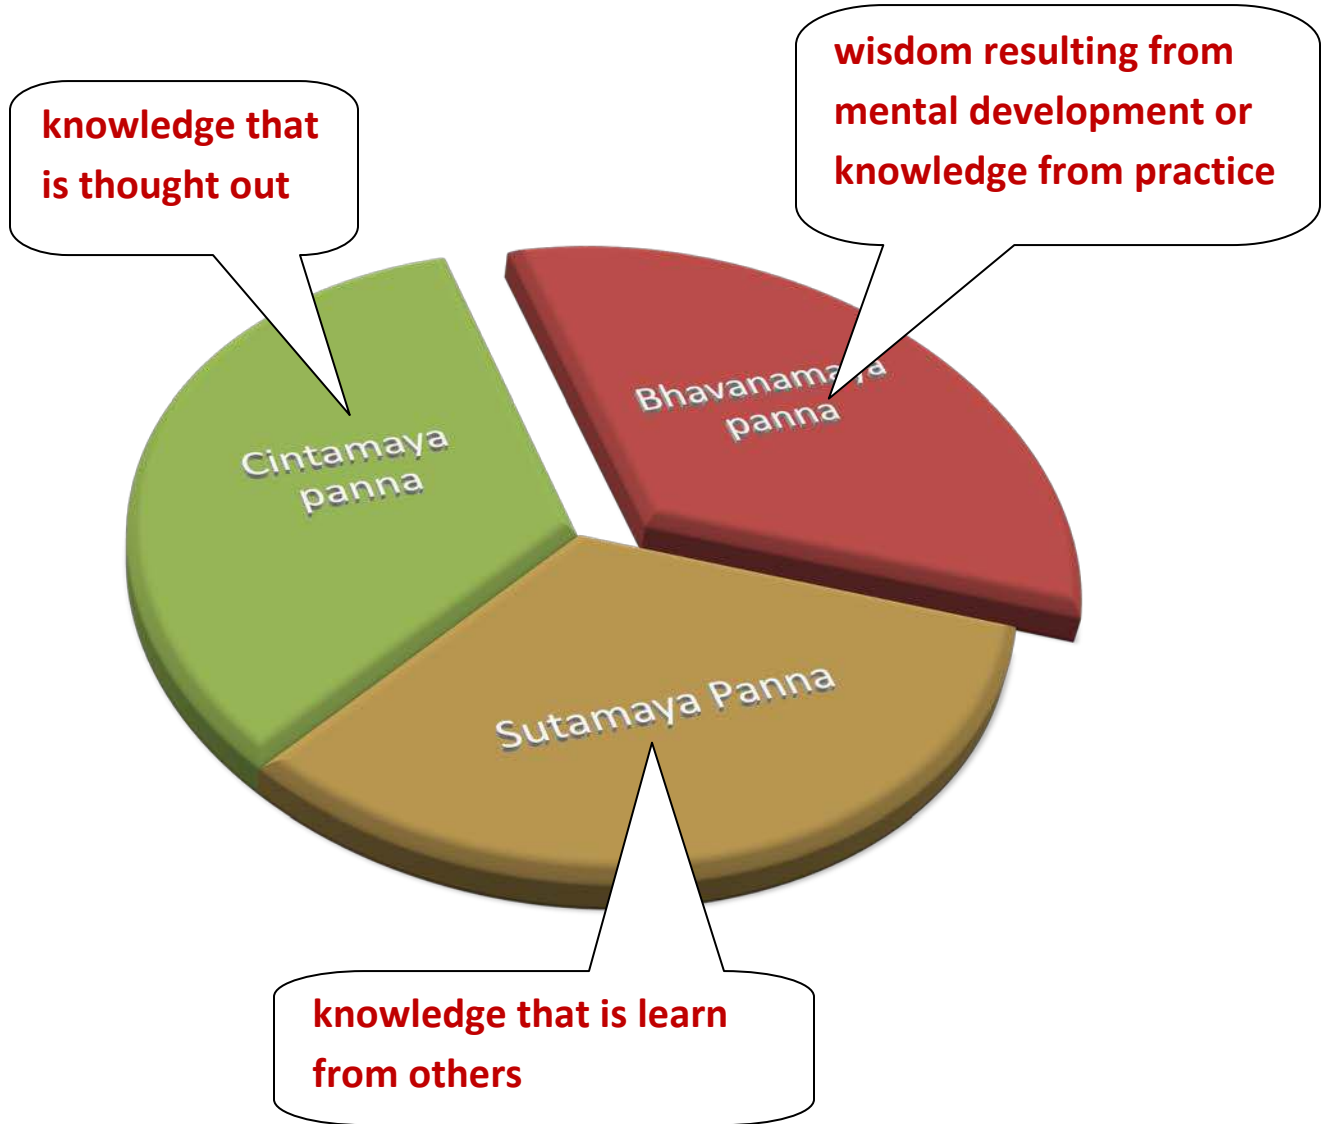 knowledge that
is thought out
wisdom resulting from
mental development or
knowledge from practice
Cintamaya
panna
Bhavanamaya
panna
Sutamaya Panna
knowledge that is learn
from others